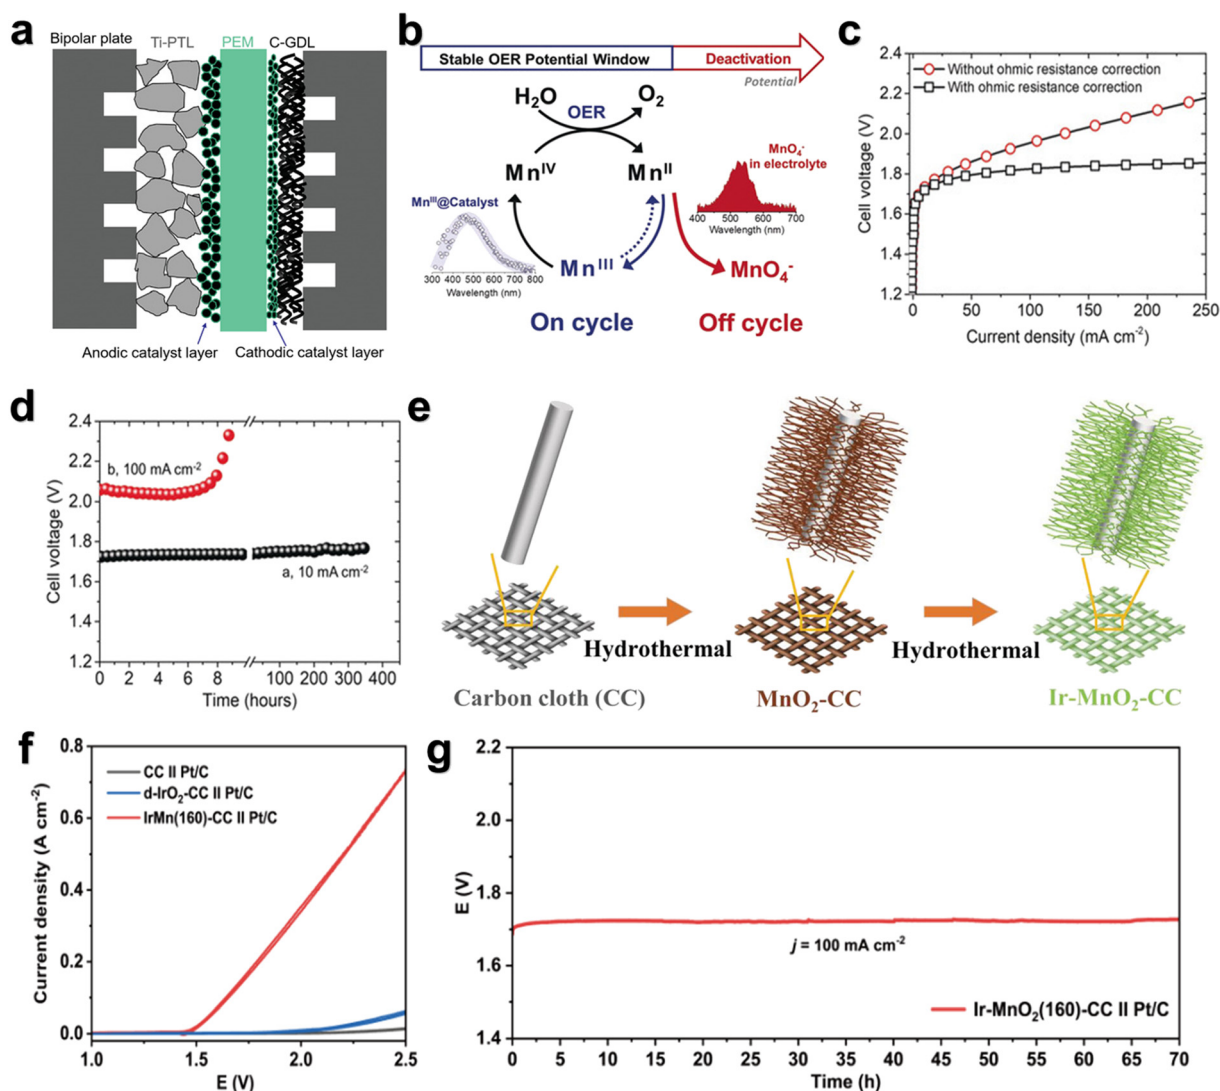 a
Bipolar plate
Ti-PTL
PEM
C-GDL
Anodic catalyst layer
Cathodic catalyst layer
b
Stable OER Potential Window
Deactivation
Potential
H₂O
O₂
OER
Mnᴵⱽ
Mnᴵᴵ
MnO₄⁻
in electrolyte
400 500 600 700
Wavelength (nm)
Mnᴵᴵᴵ@Catalyst
300 400 500 600 700 800
Wavelength (nm)
Mnᴵᴵᴵ
MnO₄⁻
On cycle
Off cycle
c
Without ohmic resistance correction
With ohmic resistance correction
Cell voltage (V)
2.4
2.2
2.0
1.8
1.6
1.4
1.2
0 50 100 150 200 250
Current density (mA cm⁻²)
d
Cell voltage (V)
2.4
2.2
2.0
1.8
1.6
1.4
1.2
b, 100 mA cm⁻²
a, 10 mA cm⁻²
0 2 4 6 8 100 200 300 400
Time (hours)
e
Hydrothermal
Hydrothermal
Carbon cloth (CC)
MnO₂-CC
Ir-MnO₂-CC
f
CC II Pt/C
d-IrO₂-CC II Pt/C
IrMn(160)-CC II Pt/C
Current density (A cm⁻²)
0.8
0.6
0.4
0.2
0.0
1.0 1.5 2.0 2.5
E (V)
g
E (V)
2.2
2.0
1.8
1.6
1.4
j = 100 mA cm⁻²
Ir-MnO₂(160)-CC II Pt/C
0 5 10 15 20 25 30 35 40 45 50 55 60 65 70
Time (h)